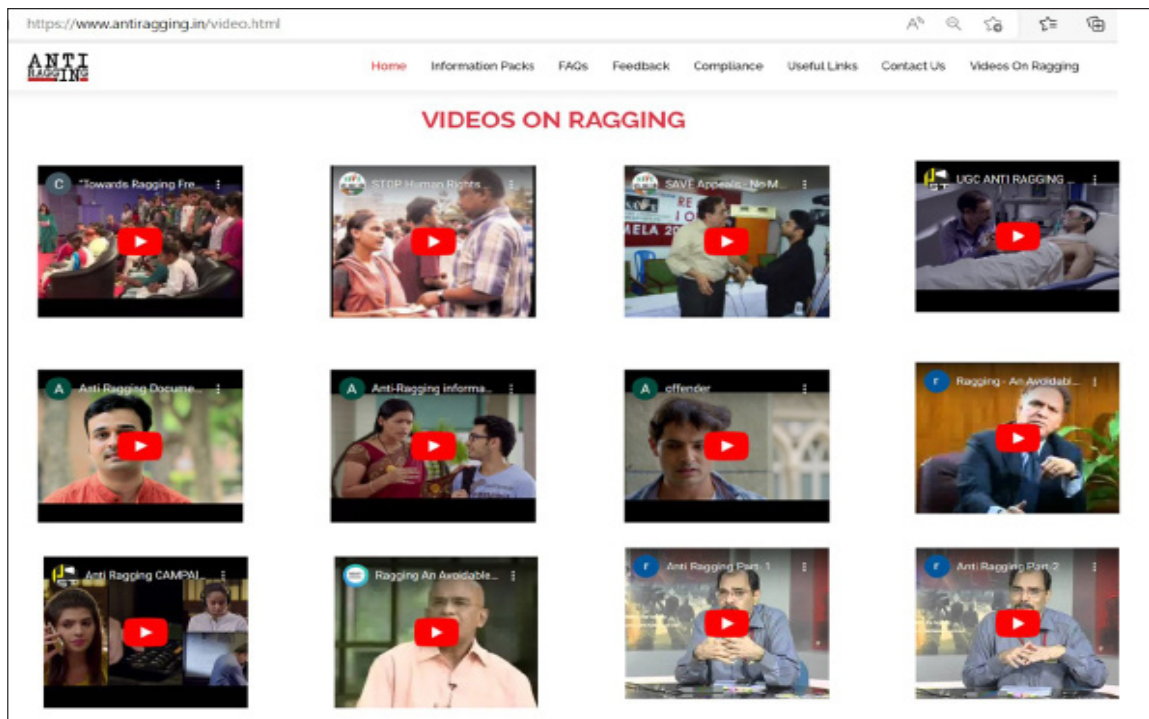 https://www.antiragging.in/video.html
ANTI
RAGGING
Home Information Packs FAQs Feedback Compliance Useful Links Contact Us Videos On Ragging
VIDEOS ON RAGGING
C "Towards Ragging Fre...
STOP Human Rights...
SAVE Appeals - No M...
UGC ANTI RAGGING ...
RE
MELA 20
A Anti Ragging Docume...
A Anti-Ragging informa...
A offender
r Ragging - An Avoidabl...
Anti Ragging CAMPAI...
Ragging An Avoidable...
r Anti Ragging Part- 1
r Anti Ragging Part-2